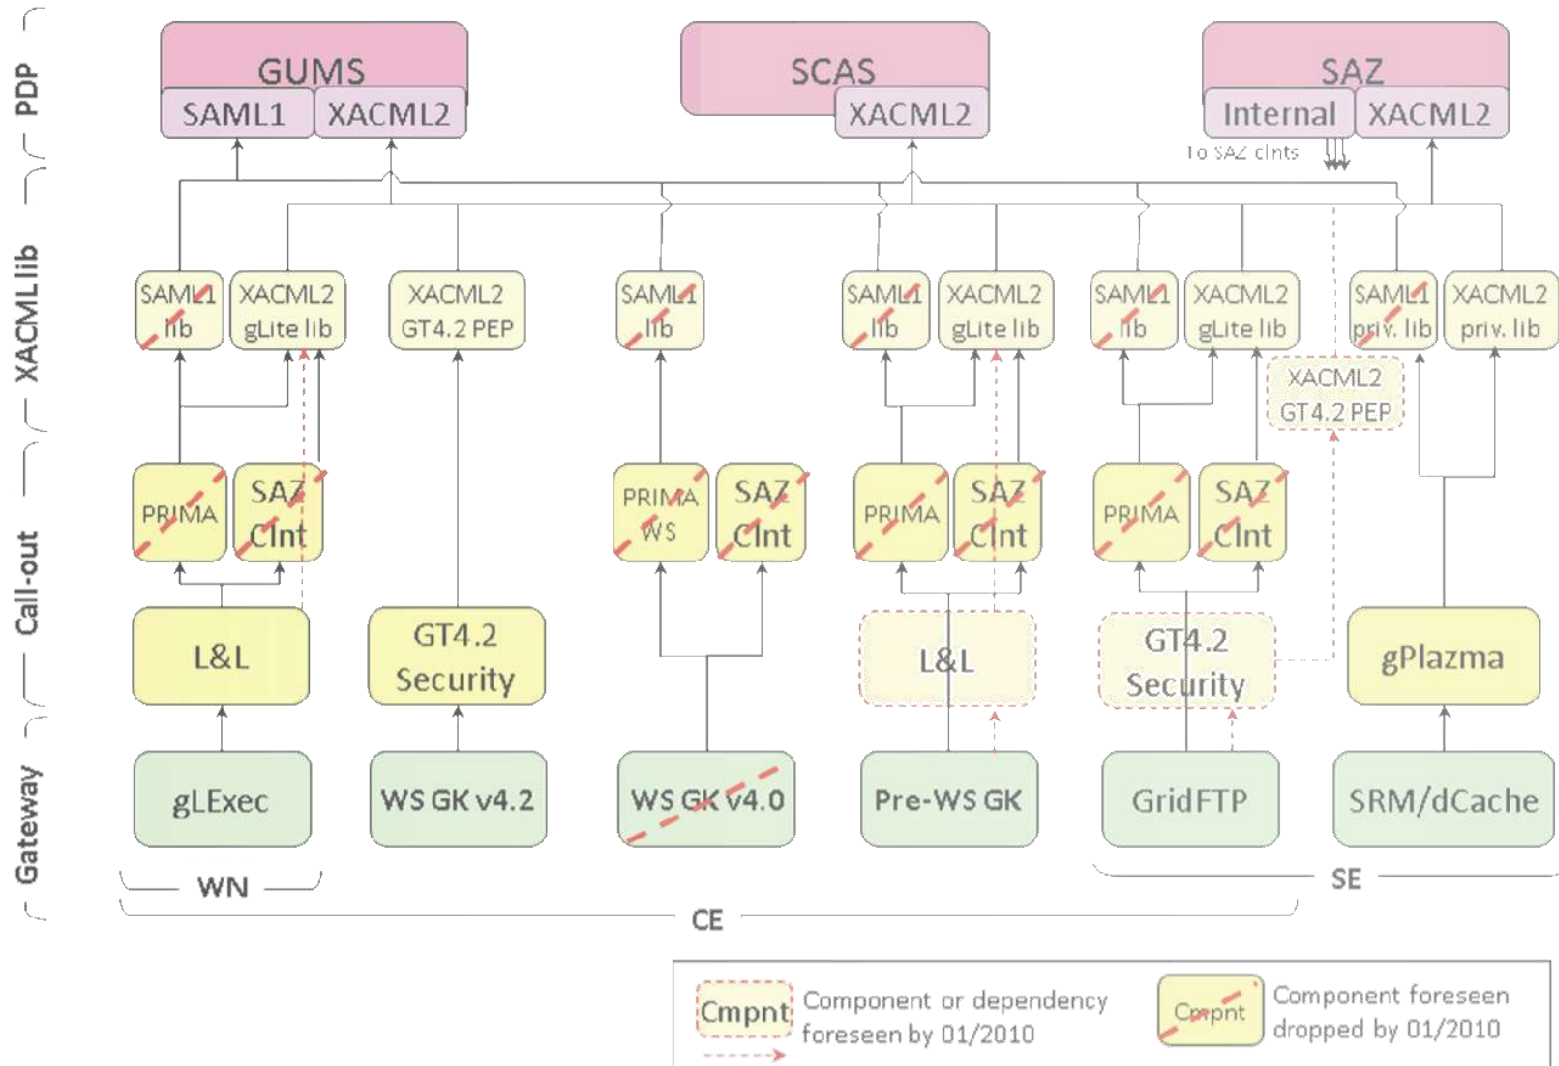 PDP
GUMS
SAML1
XACML2
SCAS
XACML2
SAZ
Internal
XACML2
To SAZ clnts
XACML lib
SAML1
lib
XACML2
gLite lib
XACML2
GT4.2 PEP
SAML1
lib
SAML1
lib
XACML2
gLite lib
SAML1
lib
XACML2
gLite lib
SAML1
priv. lib
XACML2
priv. lib
XACML2
GT4.2 PEP
Call-out
PRIMA
SAZ
Clnt
PRIMA
WS
SAZ
Clnt
PRIMA
SAZ
Clnt
PRIMA
SAZ
Clnt
L&L
GT4.2
Security
L&L
GT4.2
Security
gPlazma
Gateway
gLExec
WS GK v4.2
WS GK v4.0
Pre-WS GK
GridFTP
SRM/dCache
WN
SE
CE
Cmpnt
Component or dependency
foreseen by 01/2010
Cmpnt
Component foreseen
dropped by 01/2010